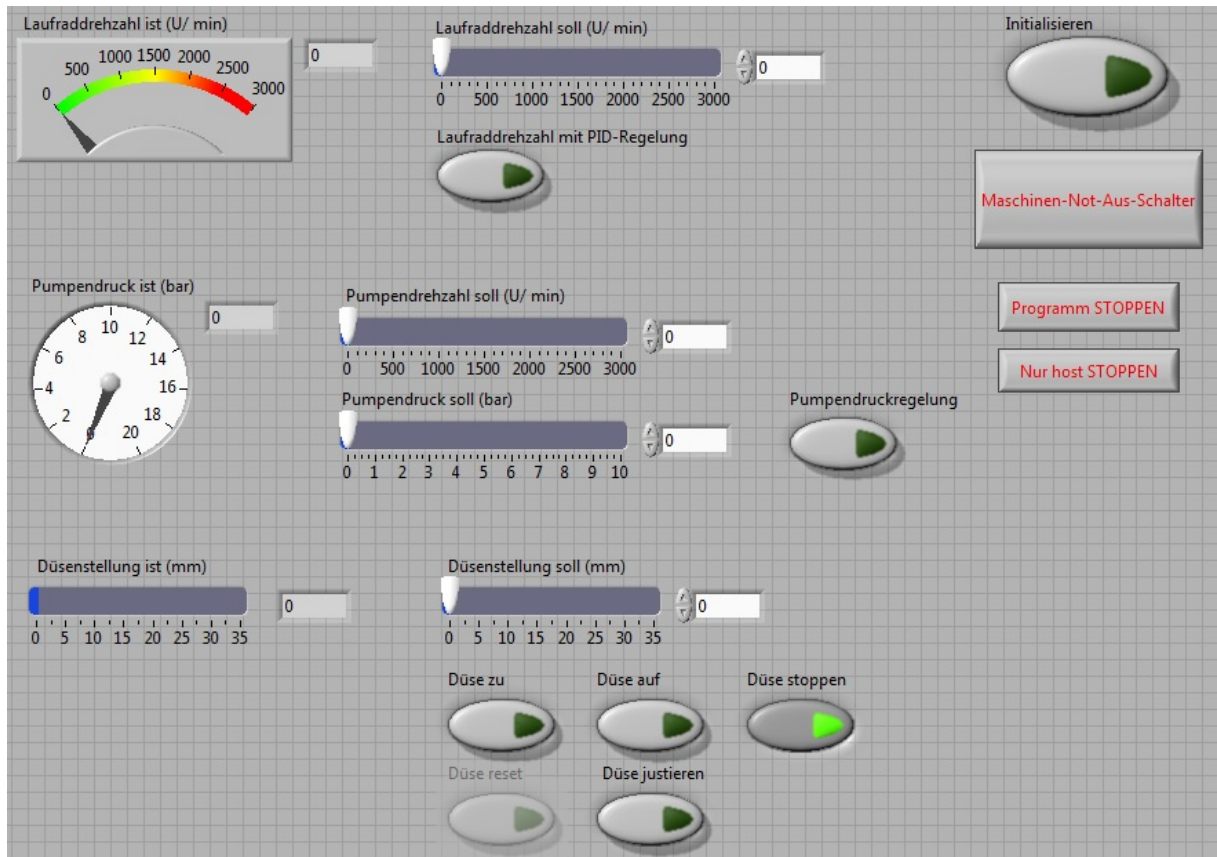 Laufraddrehzahl ist (U/ min)
0
500
1000
1500
2000
2500
3000
0
Laufraddrehzahl soll (U/ min)
0 500 1000 1500 2000 2500 3000
0
Initialisieren
Laufraddrehzahl mit PID-Regelung
Maschinen-Not-Aus-Schalter
Pumpendruck ist (bar)
0
2
4
6
8
10
12
14
16
18
20
0
Pumpendrehzahl soll (U/ min)
0 500 1000 1500 2000 2500 3000
0
Programm STOPPEN
Nur host STOPPEN
Pumpendruck soll (bar)
0 1 2 3 4 5 6 7 8 9 10
0
Pumpendruckregelung
Düsenstellung ist (mm)
0 5 10 15 20 25 30 35
0
Düsenstellung soll (mm)
0 5 10 15 20 25 30 35
0
Düse zu
Düse auf
Düse stoppen
Düse reset
Düse justieren